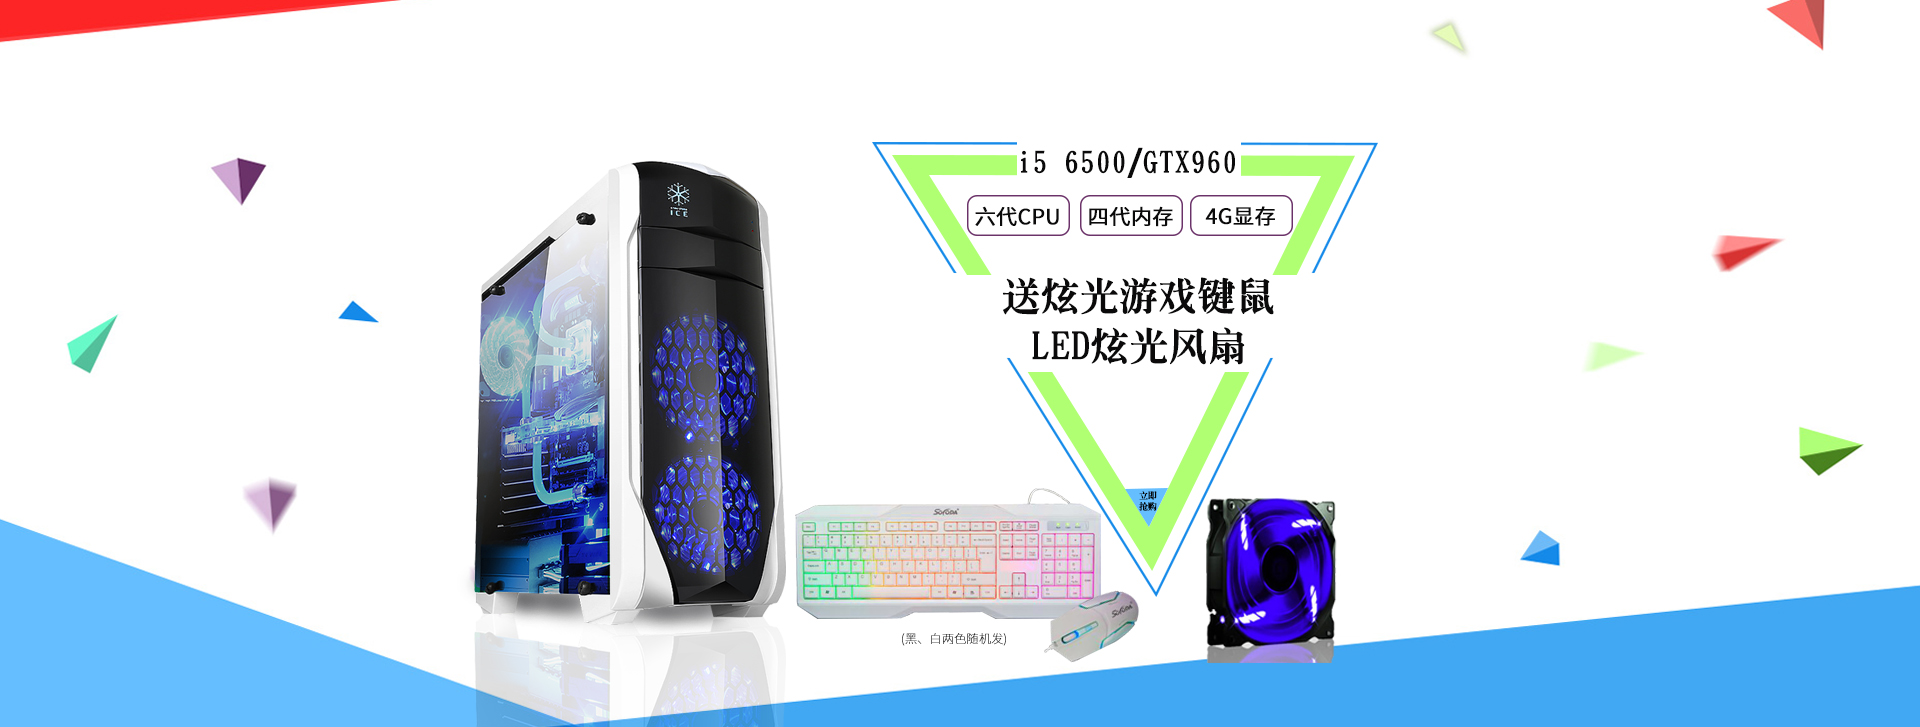 i5 6500/GTX960
六代CPU 四代内存 4G显存
送炫光游戏键鼠
LED炫光风扇
立即
抢购
ICE
(黑、白两色随机发)